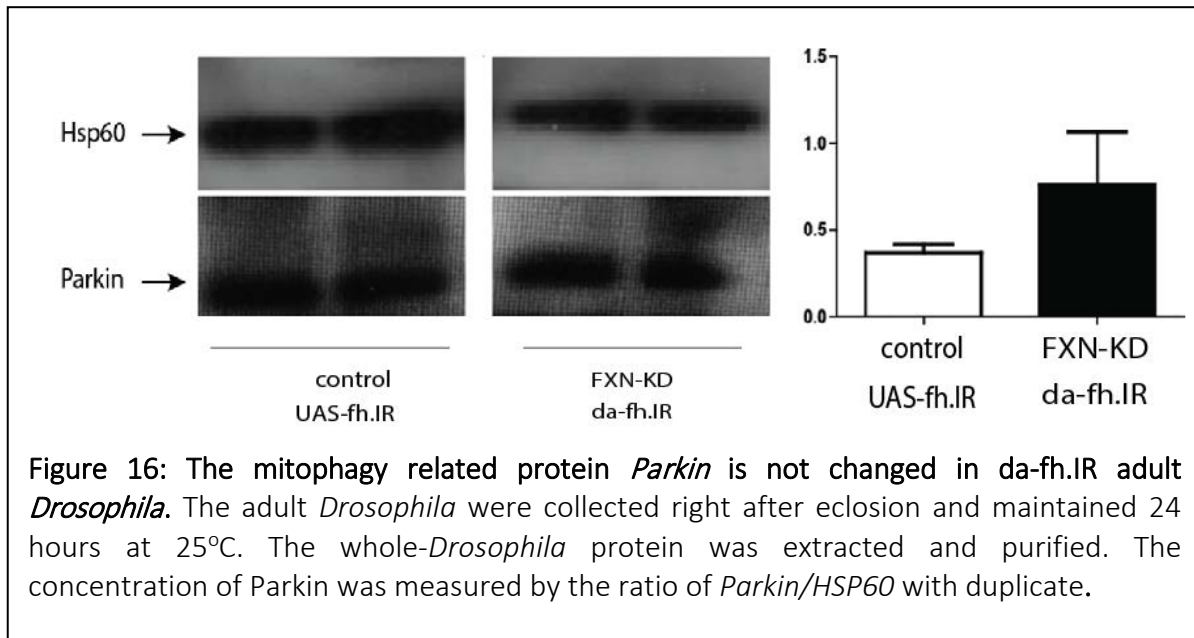 Hsp60
Parkin
control
UAS-fh.IR
FXN-KD
da-fh.IR
1.5
1.0
0.5
0.0
control
UAS-fh.IR
FXN-KD
da-fh.IR
Figure 16: The mitophagy related protein Parkin is not changed in da-fh.IR adult
Drosophila. The adult Drosophila were collected right after eclosion and maintained 24
hours at 25°C. The whole-Drosophila protein was extracted and purified. The
concentration of Parkin was measured by the ratio of Parkin/HSP60 with duplicate.